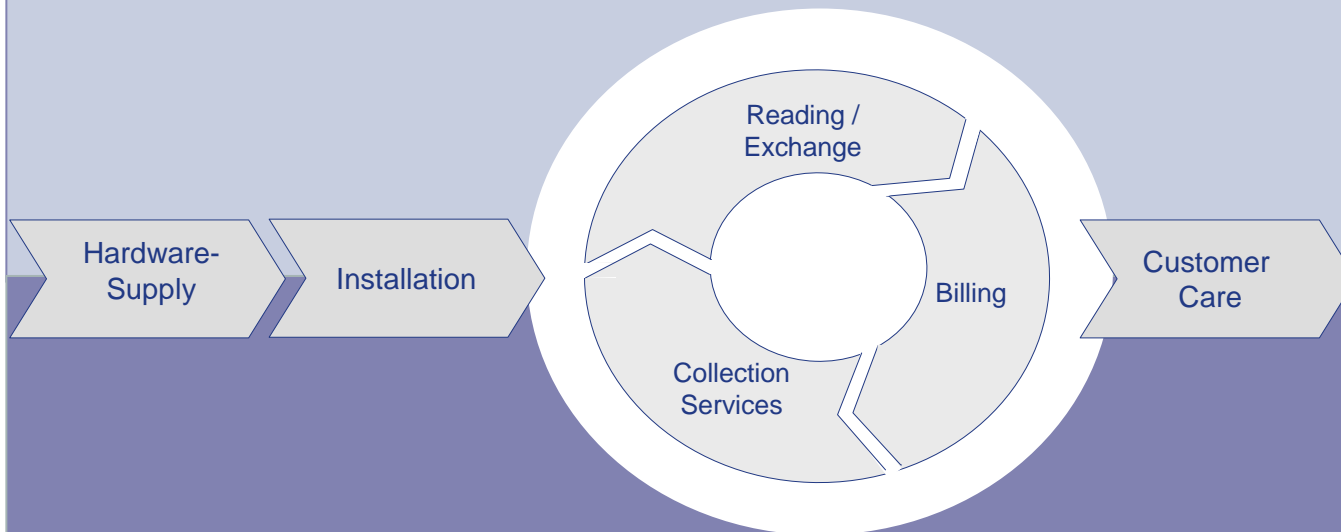 Hardware-
Supply
Installation
Reading /
Exchange
Billing
Collection
Services
Customer
Care